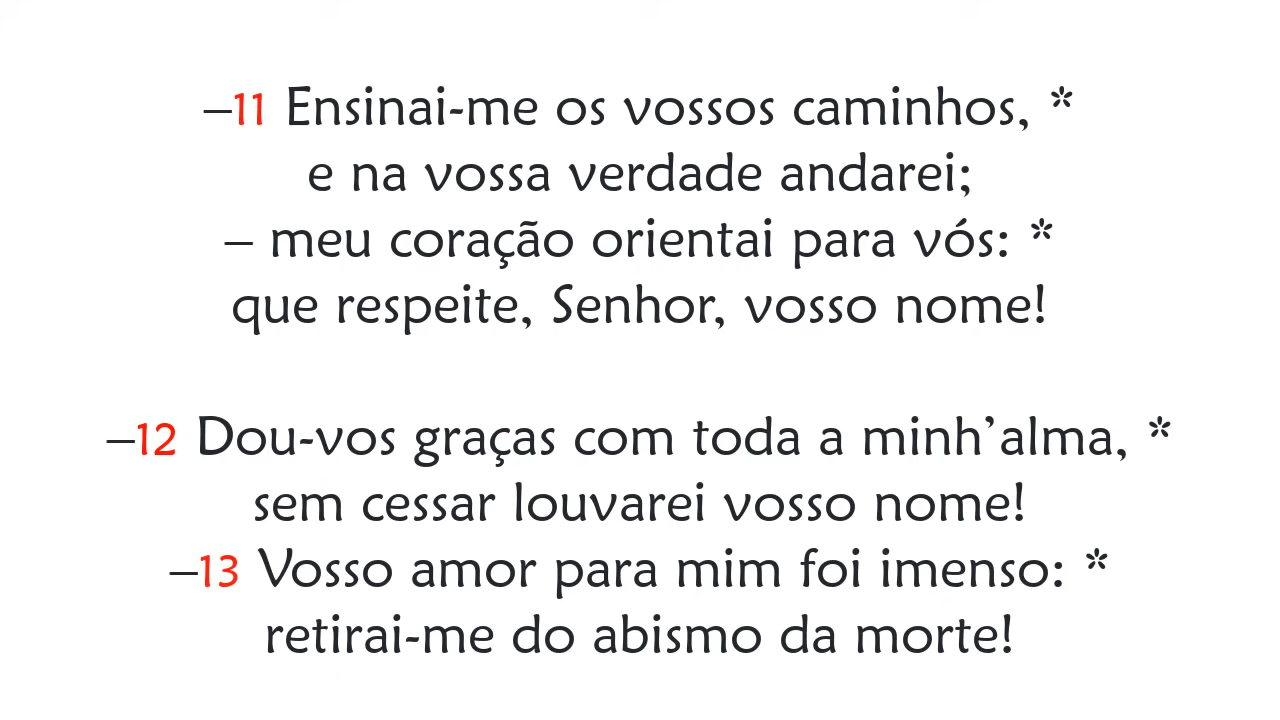 –11 Ensinai-me os vossos caminhos, *
e na vossa verdade andarei;
– meu coração orientai para vós: *
que respeite, Senhor, vosso nome!
–12 Dou-vos graças com toda a minh’alma, *
sem cessar louvarei vosso nome!
–13 Vosso amor para mim foi imenso: *
retirai-me do abismo da morte!